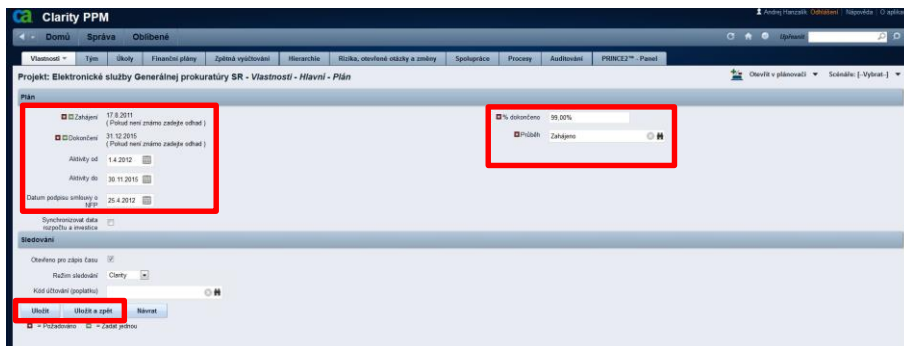 ca Clarity PPM
Andrej Hanzalik Odhlášení Nápověda O aplikac
Domů Správa Oblíbené Upřesnit
Vlastnosti Tým Úkoly Finanční plány Zpětná vyúčtování Hierarchie Rizika, otevřené otázky a změny Spolupráce Procesy Auditování PRINCE2™ - Panel
Projekt: Elektronické služby Generálnej prokuratúry SR - Vlastnosti - Hlavní - Plán
Otevřít v plánovači Scénáře: [-Vybrat-]
Plán
Zahájení 17.8.2011
( Pokud není známo zadejte odhad )
% dokončeno 99,00%
Dokončení 31.12.2015
( Pokud není známo zadejte odhad )
Průběh Zahájeno
Aktivity od 1.4.2012
Aktivity do 30.11.2015
Datum podpisu smlouvy o
NFP 25.4.2012
Synchronizovat data
rozpočtu a investice
Sledování
Otevřeno pro zápis času
Režim sledování Clarity
Kód účtování (poplatku)
Uložit Uložit a zpět Návrat
= Požadováno = Zadat jednou